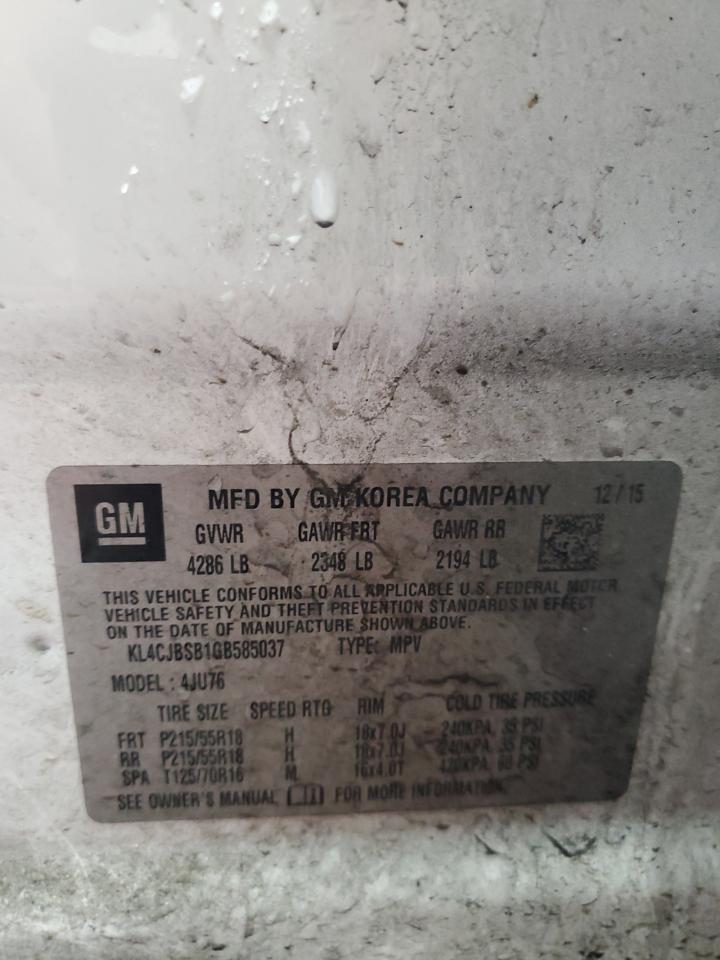 GM
MFD BY GM KOREA COMPANY 12/15
GVWR GAWR FRT GAWR RR
4286 LB 2348 LB 2194 LB
THIS VEHICLE CONFORMS TO ALL APPLICABLE U.S. FEDERAL MOTOR
VEHICLE SAFETY AND THEFT PREVENTION STANDARDS IN EFFECT
ON THE DATE OF MANUFACTURE SHOWN ABOVE.
KL4CJBSB1GB585037 TYPE: MPV
MODEL : 4JU76
TIRE SIZE SPEED RTG RIM COLD TIRE PRESSURE
FRT P215/55R18 H 18x7.0J 240KPA, 35 PSI
RR P215/55R18 H 18x7.0J 240KPA, 35 PSI
SPA T125/70R16 M 16x4.0T 420KPA, 60 PSI
SEE OWNER'S MANUAL FOR MORE INFORMATION.